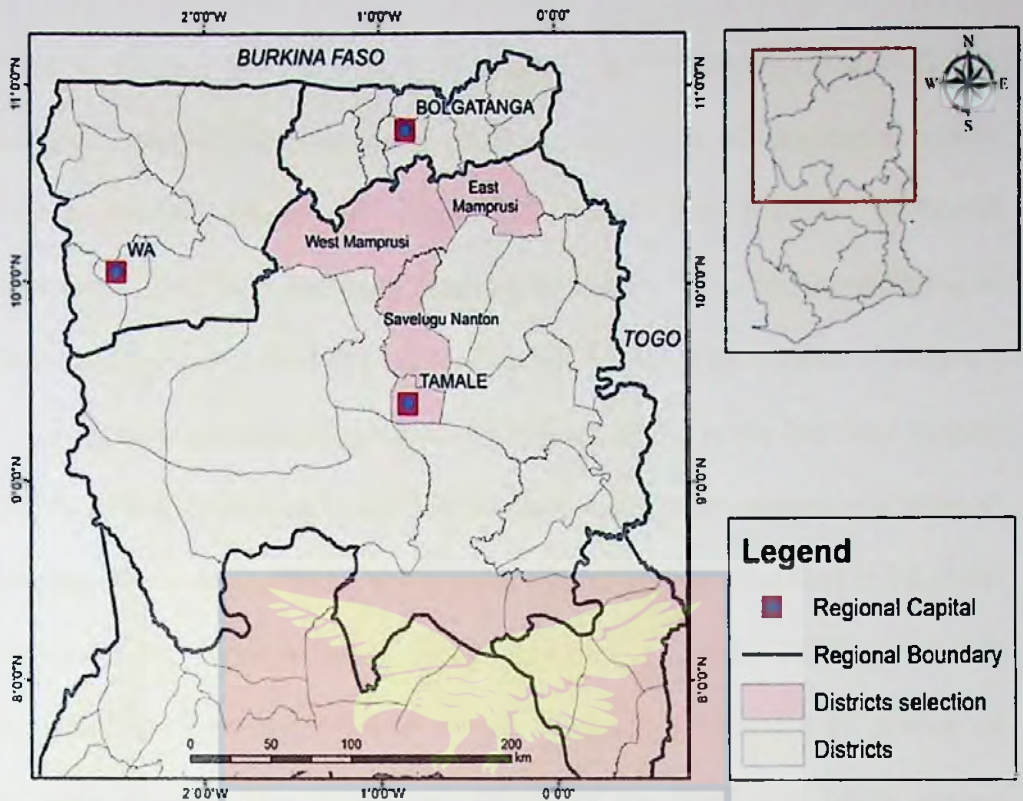 2°0'0"W
1°0'0"W
0°0'0"
BURKINA FASO
11°0'0"N
11°0'0"N
BOLGATANGA
East
Mamprusi
West Mamprusi
WA
10°0'0"N
10°0'0"N
Savelugu Nanton
TOGO
TAMALE
9°0'0"N
9°0'0"N
8°0'0"N
8°0'0"N
0
50
100
200
km
2°0'0"W
1°0'0"W
0°0'0"
N
W
E
S
Legend
Regional Capital
Regional Boundary
Districts selection
Districts